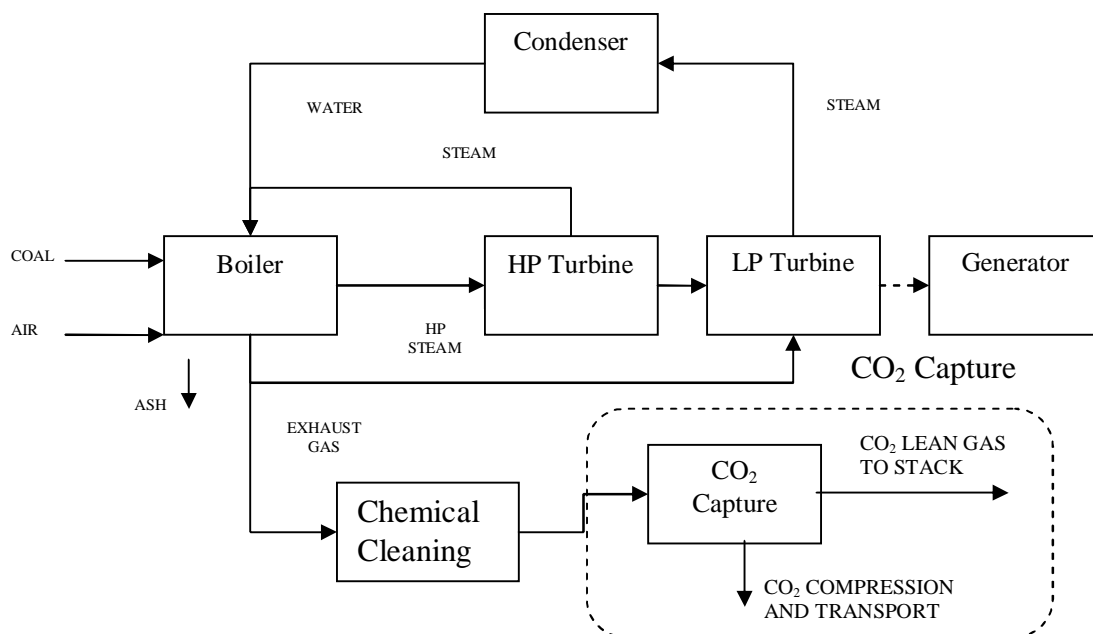 Condenser
WATER
STEAM
STEAM
COAL
Boiler
HP Turbine
LP Turbine
Generator
AIR
HP
STEAM
CO₂ Capture
ASH
EXHAUST
GAS
CO₂ LEAN GAS
TO STACK
CO₂
Capture
Chemical
Cleaning
CO₂ COMPRESSION
AND TRANSPORT